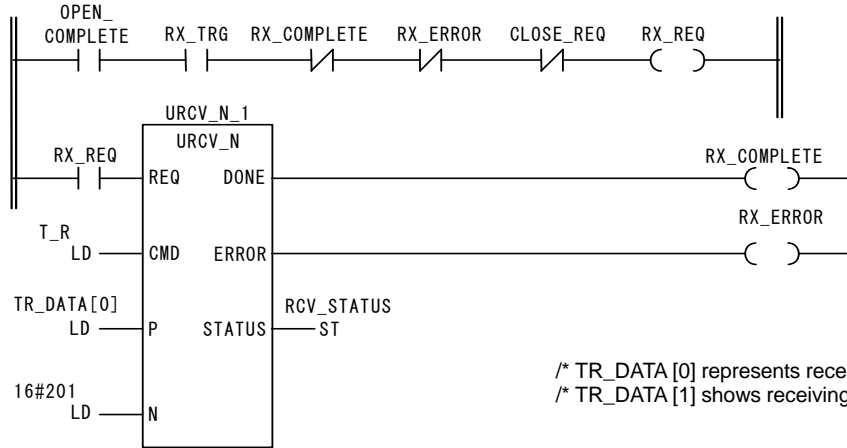 OPEN_
COMPLETE RX_TRG RX_COMPLETE RX_ERROR CLOSE_REQ RX_REQ
URCV_N_1
URCV_N
RX_REQ RX_COMPLETE
REQ DONE
RX_ERROR
T_R
LD CMD ERROR
TR_DATA[0] RCV_STATUS
LD P STATUS ST
/* TR_DATA [0] represents rece
/* TR_DATA [1] shows receiving
16#201
LD N